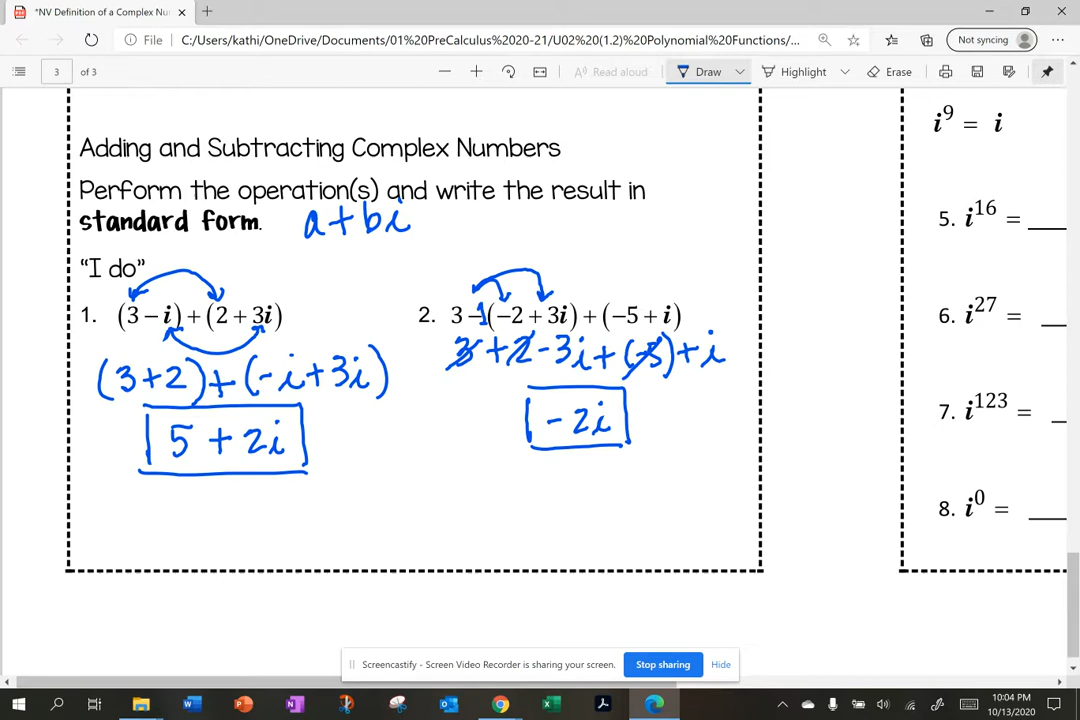 *NV Definition of a Complex Nu
File C:/Users/kathi/OneDrive/Documents/01%20PreCalculus%2020-21/U02%20(1.2)%20Polynomial%20Functions/... Not syncing
3 of 3 Read aloud Draw Highlight Erase
Adding and Subtracting Complex Numbers
Perform the operation(s) and write the result in
standard form. a+bi
"I do"
1. (3 − i) + (2 + 3i)
(3+2)+(-i+3i)
5 + 2i
2. 3 −1(−2 + 3i) + (−5 + i)
3+2-3i+(-5)+i
-2i
i⁹ = i
5. i¹⁶ = ___
6. i²⁷ = __
7. i¹²³ = _
8. i⁰ = ___
Screencastify - Screen Video Recorder is sharing your screen. Stop sharing Hide
10:04 PM
10/13/2020